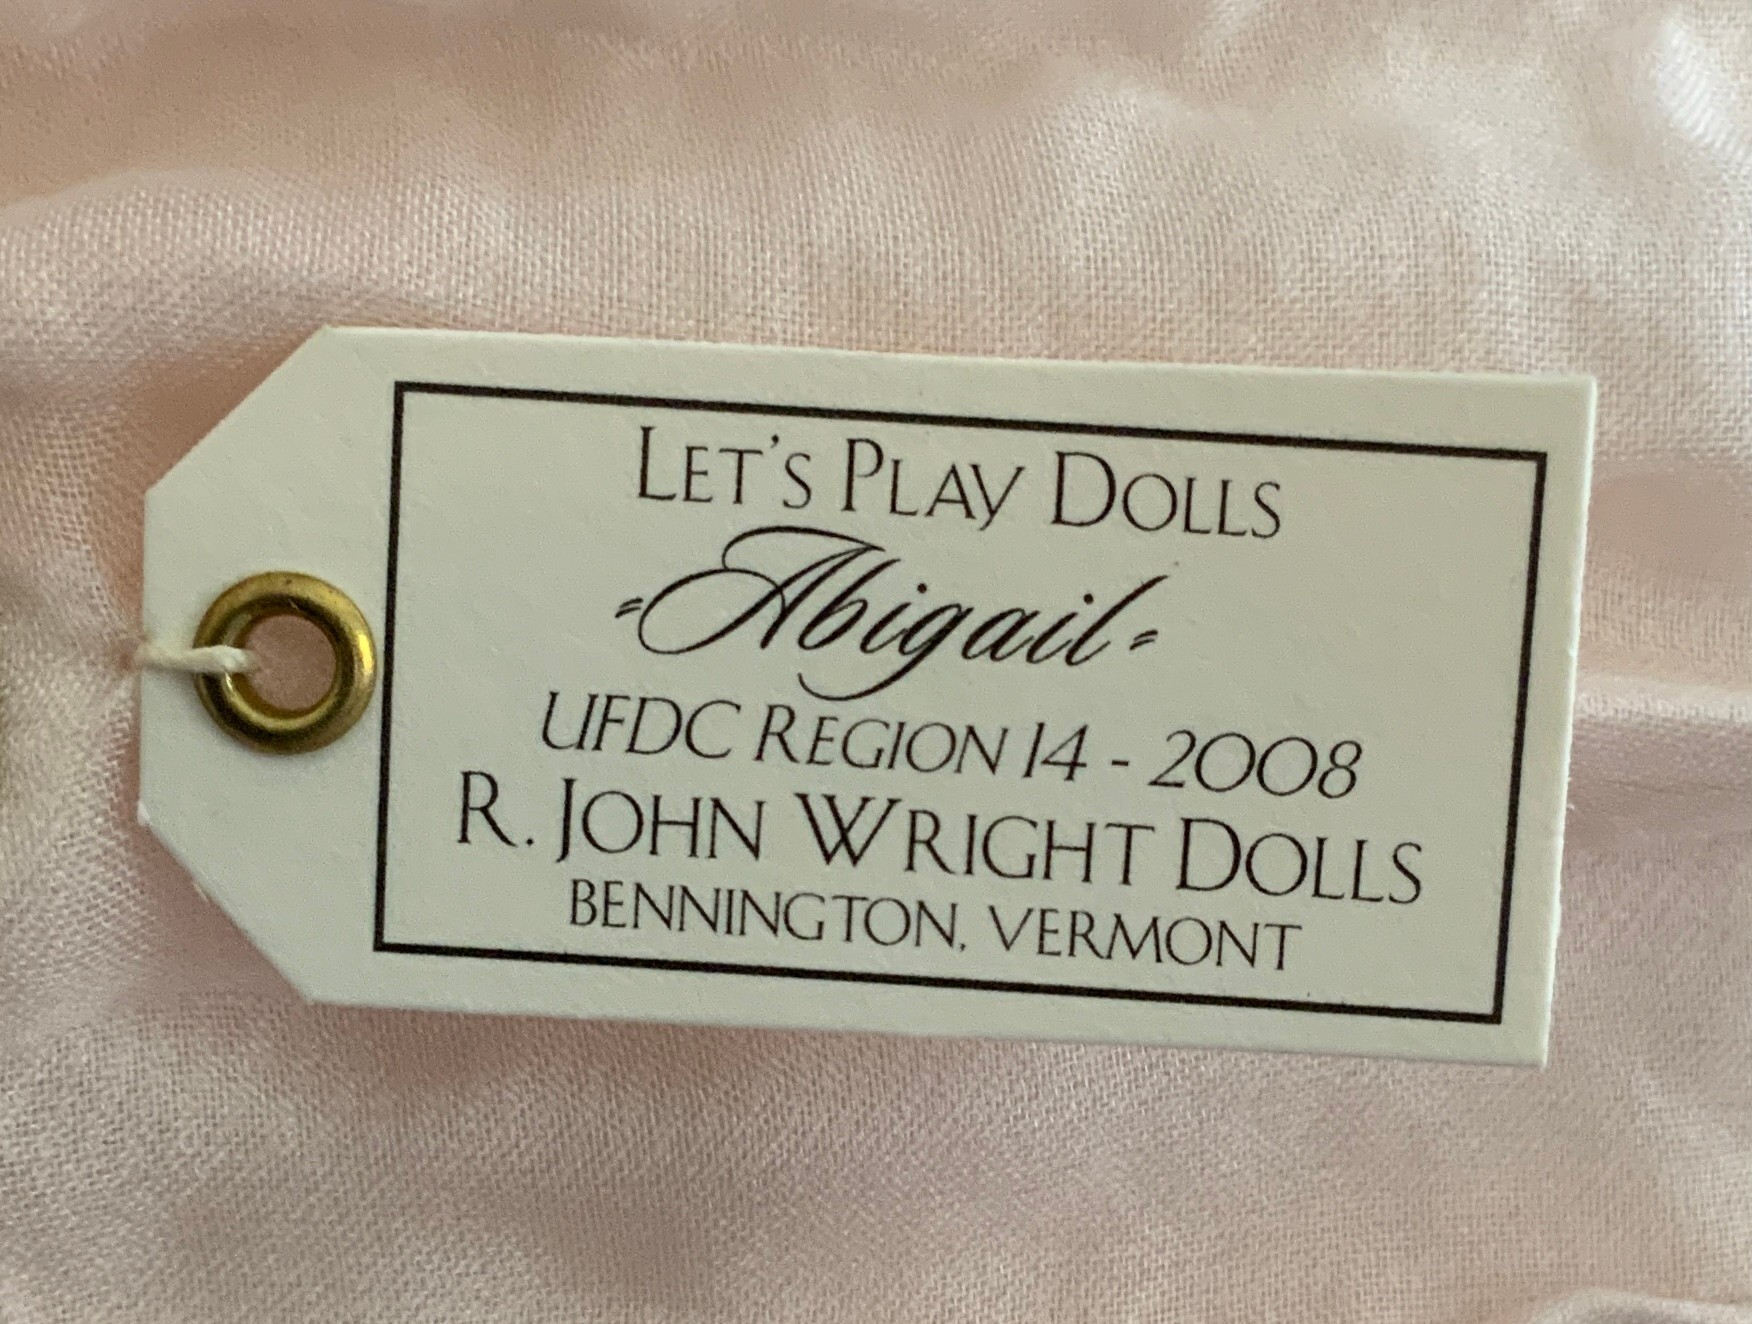 LET'S PLAY DOLLS
=Abigail=
UFDC REGION 14 - 2008
R. JOHN WRIGHT DOLLS
BENNINGTON, VERMONT